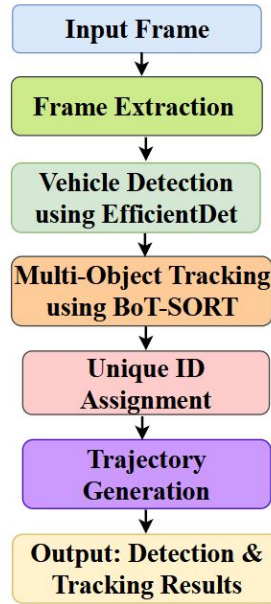 Input Frame
Frame Extraction
Vehicle Detection
using EfficientDet
Multi-Object Tracking
using BoT-SORT
Unique ID
Assignment
Trajectory
Generation
Output: Detection &
Tracking Results